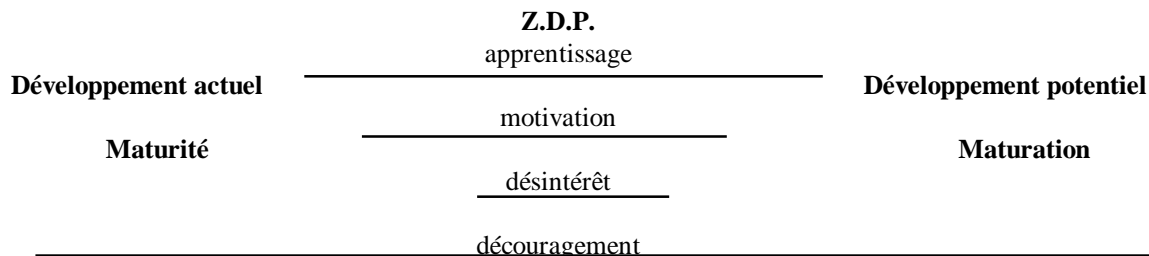 Z.D.P.
apprentissage
Développement actuel
Développement potentiel
motivation
Maturité
Maturation
désintérêt
découragement